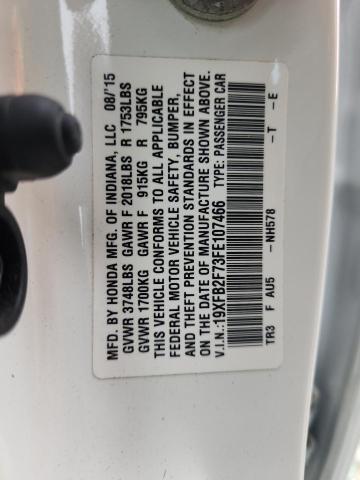 MFD. BY HONDA MFG. OF INDIANA, LLC 08/'15
GVWR 3748LBS GAWR F 2018LBS R 1753LBS
GVWR 1700KG GAWR F 915KG R 795KG
THIS VEHICLE CONFORMS TO ALL APPLICABLE
FEDERAL MOTOR VEHICLE SAFETY, BUMPER,
AND THEFT PREVENTION STANDARDS IN EFFECT
ON THE DATE OF MANUFACTURE SHOWN ABOVE.
V.I.N.:19XFB2F73FE107466 TYPE: PASSENGER CAR
TR3 F AU5 -NH578 -T -E